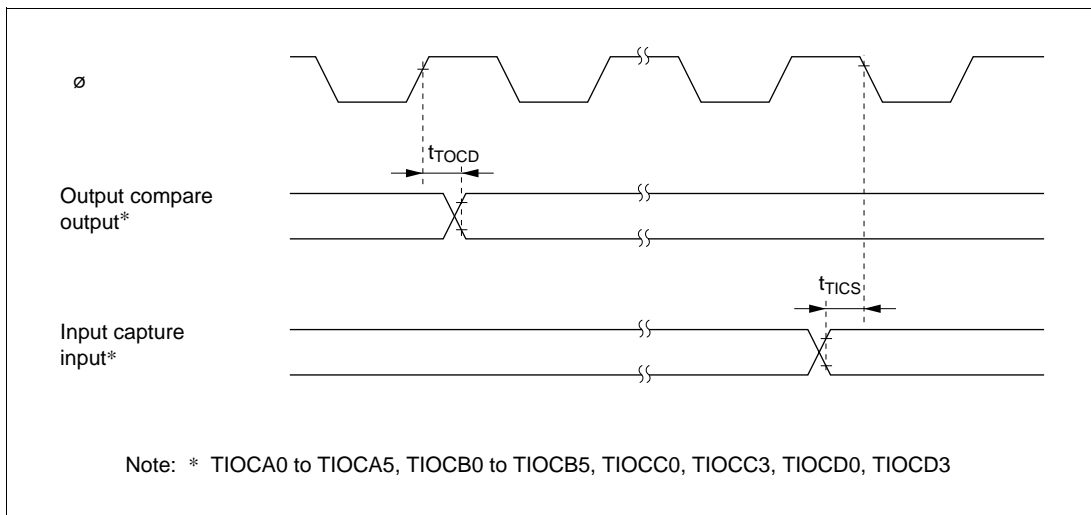 ø
tTOCD
Output compare
output*
tTICS
Input capture
input*
Note: * TIOCA0 to TIOCA5, TIOCB0 to TIOCB5, TIOCC0, TIOCC3, TIOCD0, TIOCD3